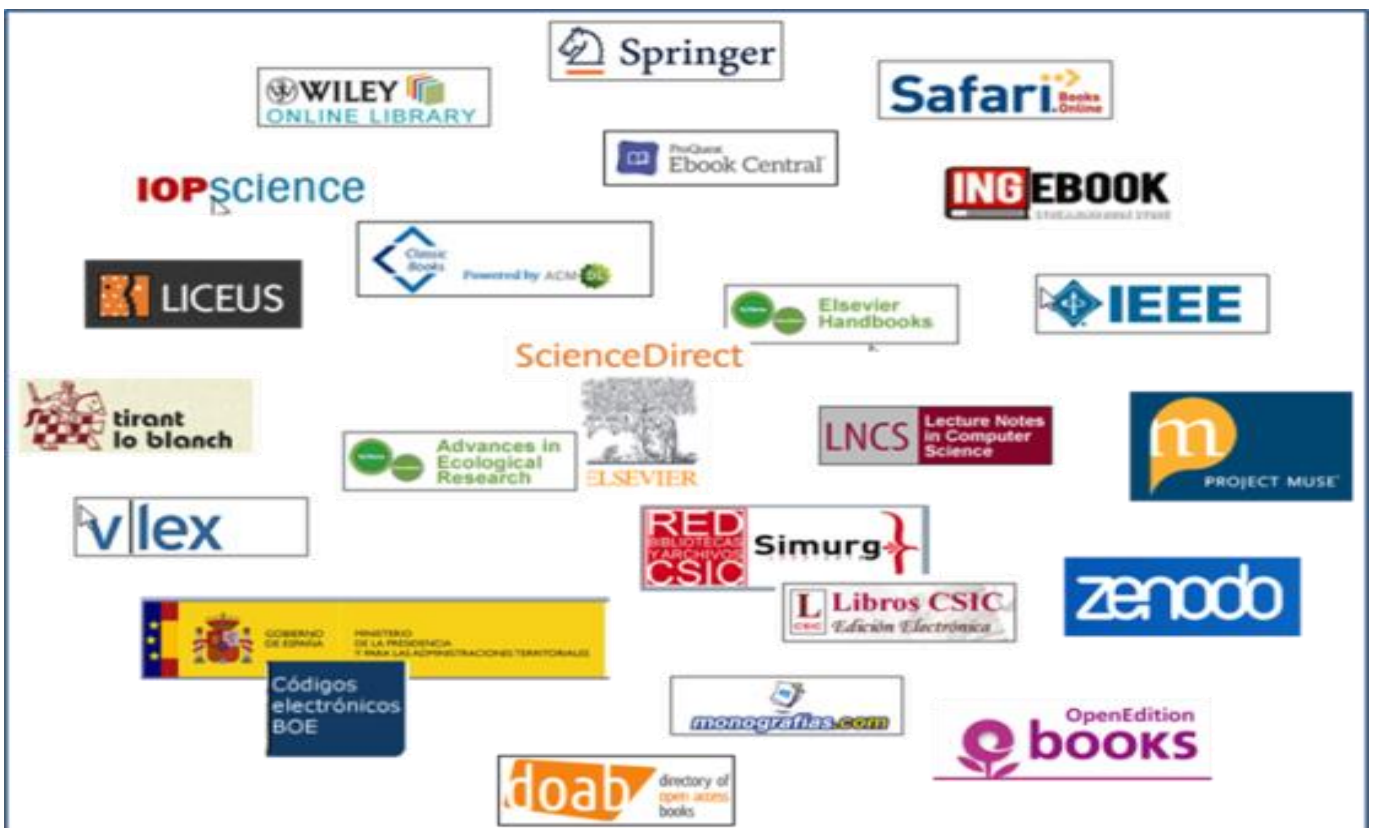 Springer
WILEY
ONLINE LIBRARY
Safari Books Online
ProQuest
Ebook Central
IOPscience
INGEBOOK
Classic
Books
Powered by ACM DL
LICEUS
Elsevier
Handbooks
IEEE
ScienceDirect
tirant
lo blanch
Advances in
Ecological
Research
ELSEVIER
LNCS
Lecture Notes
in Computer
Science
m
PROJECT MUSE
v|lex
RED
BIBLIOTECAS
Y ARCHIVOS
CSIC
Simurg
L
CSIC
Libros CSIC
Edición Electrónica
zenodo
GOBIERNO
DE ESPAÑA
MINISTERIO
DE LA PRESIDENCIA
Y PARA LAS ADMINISTRACIONES TERRITORIALES
Códigos
electrónicos
BOE
monografias.com
OpenEdition
books
doab
directory of
open access
books